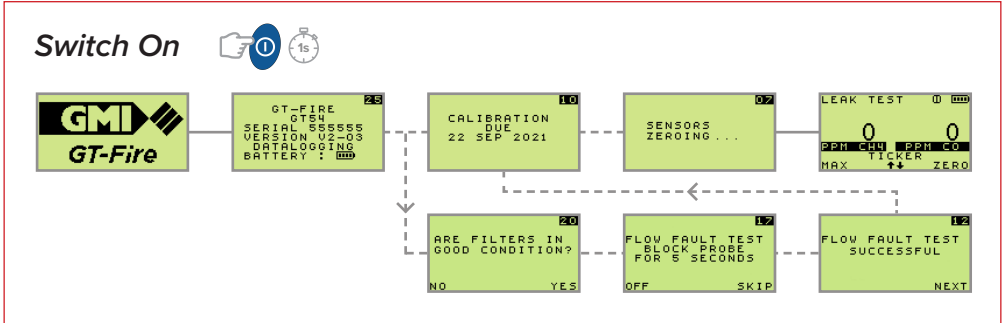 Switch On
1s
GMI
GT-Fire
25
GT-FIRE
GT54
SERIAL 555555
VERSION V2-03
DATALOGGING
BATTERY :
10
CALIBRATION
DUE
22 SEP 2021
07
SENSORS
ZEROING...
LEAK TEST
0 0
PPM CH4 PPM CO
TICKER
MAX ZERO
20
ARE FILTERS IN
GOOD CONDITION?
NO YES
17
FLOW FAULT TEST
BLOCK PROBE
FOR 5 SECONDS
OFF SKIP
12
FLOW FAULT TEST
SUCCESSFUL
NEXT